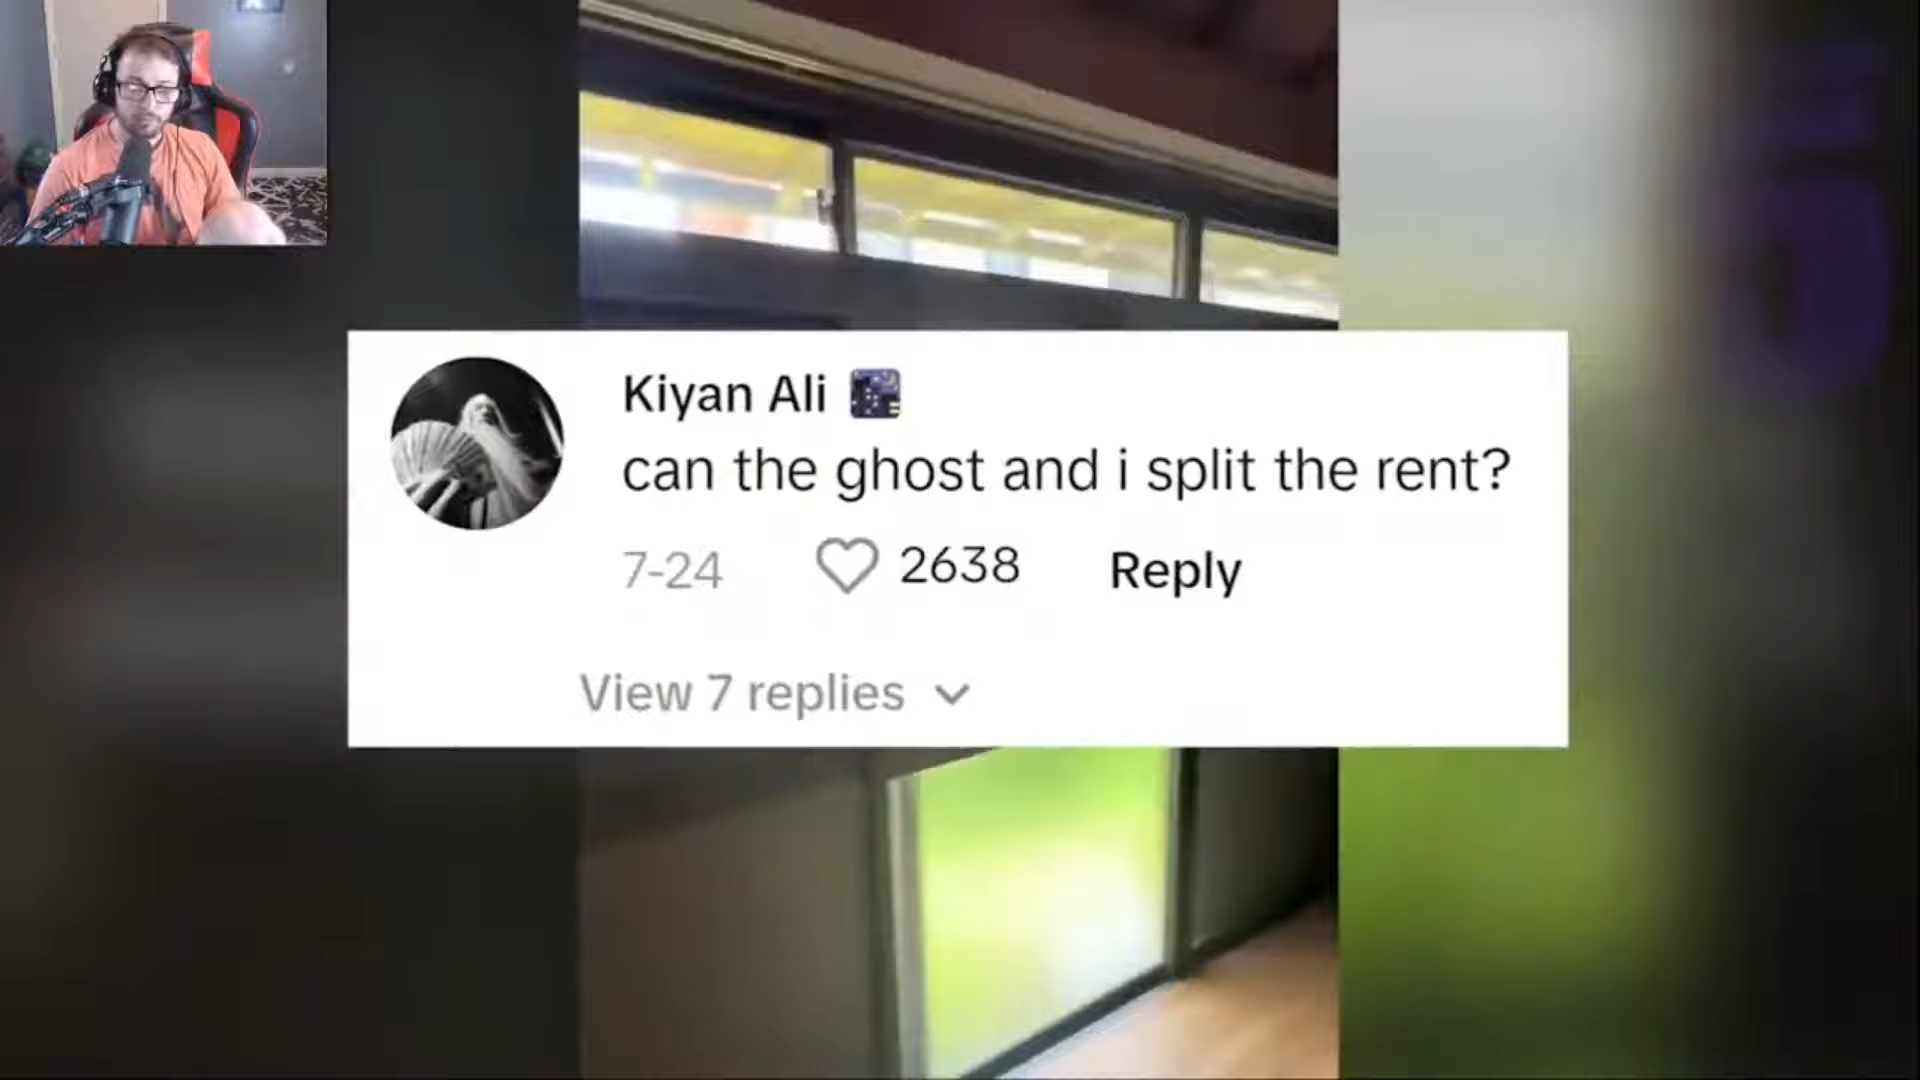 Kiyan Ali
can the ghost and i split the rent?
7-24 2638 Reply
View 7 replies